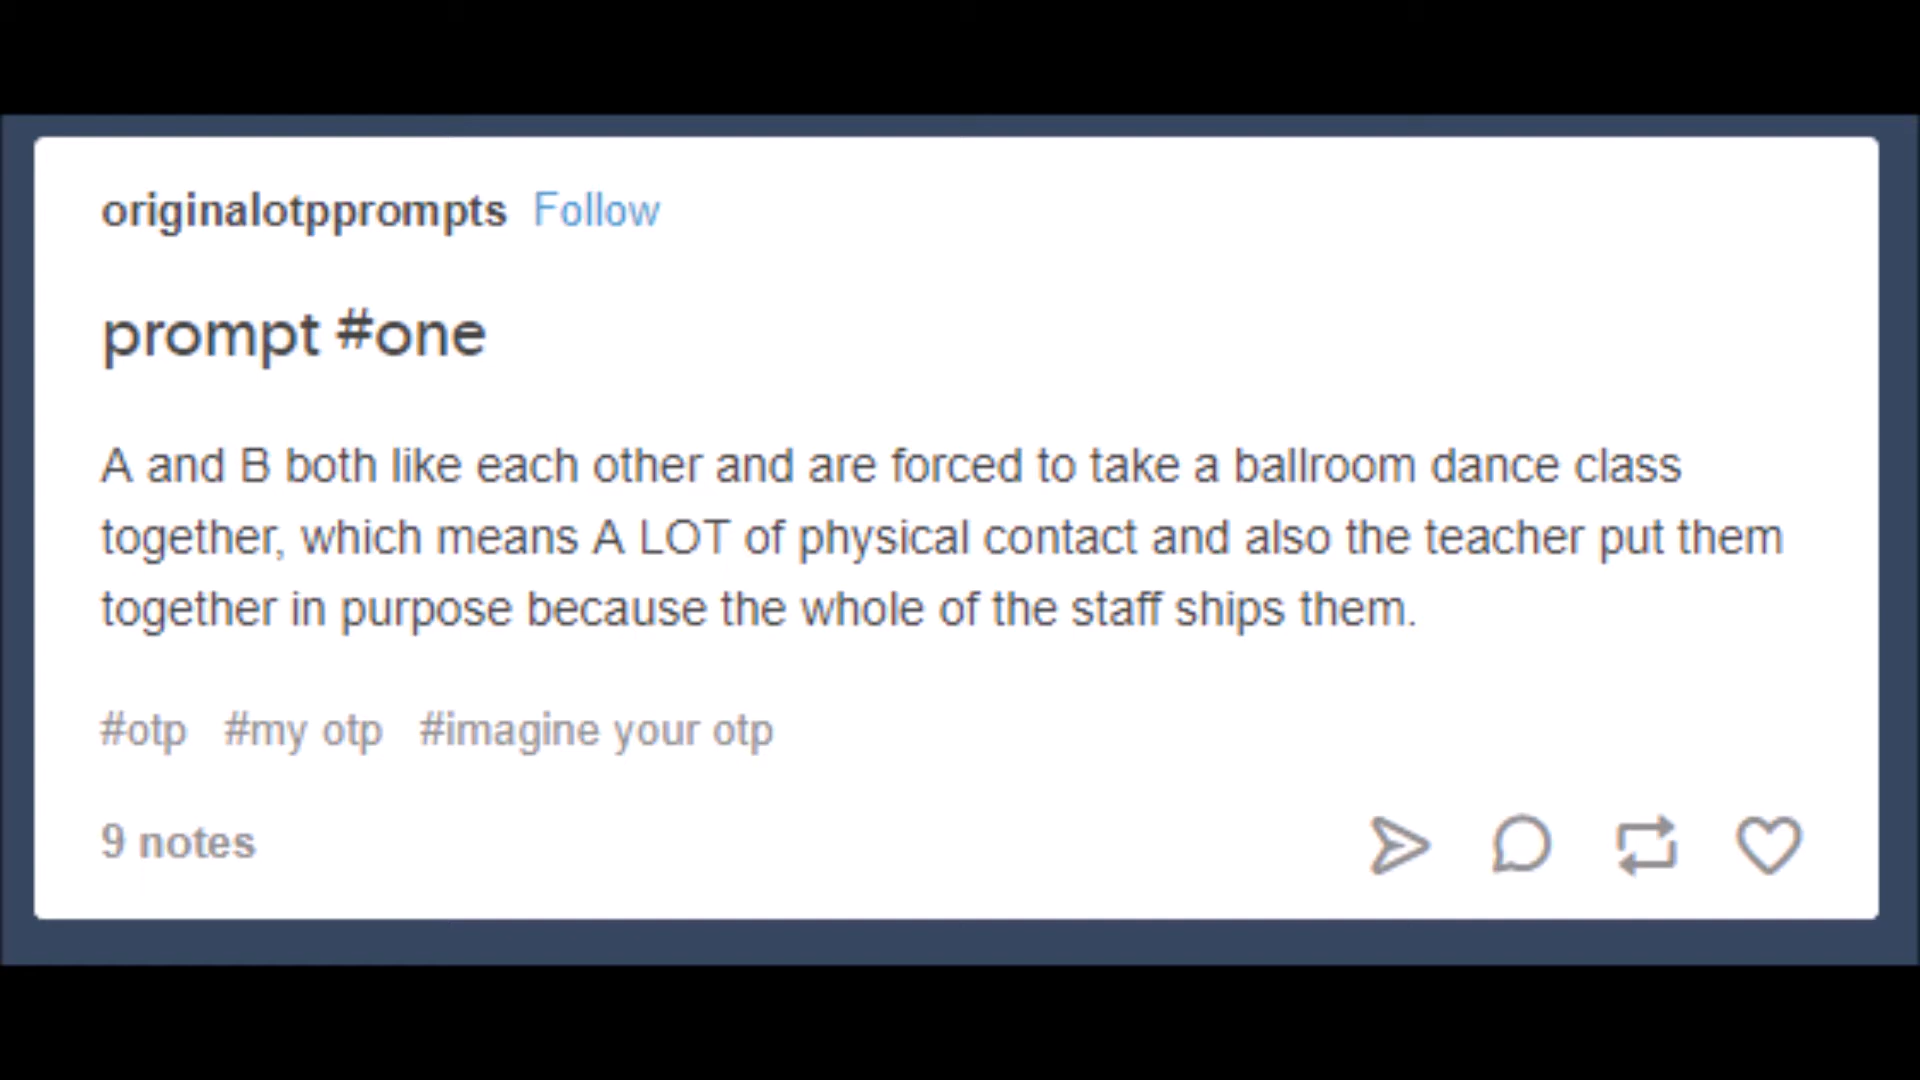 originalotpprompts Follow
prompt #one
A and B both like each other and are forced to take a ballroom dance class
together, which means A LOT of physical contact and also the teacher put them
together in purpose because the whole of the staff ships them.
#otp #my otp #imagine your otp
9 notes